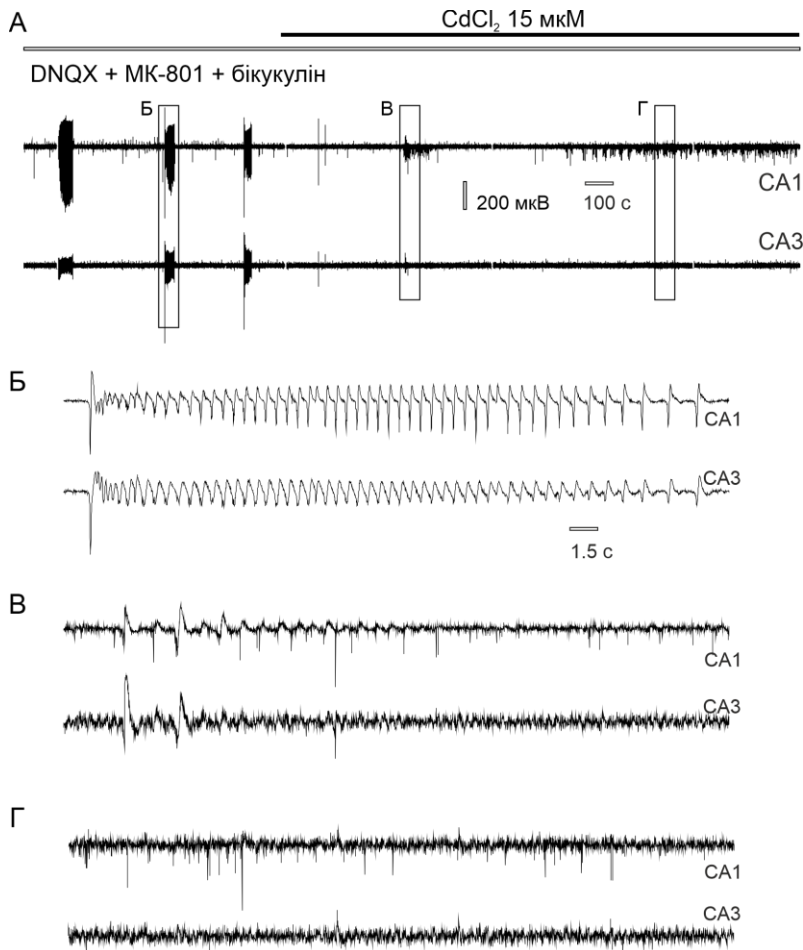 А
CdCl₂ 15 мкМ
DNQX + МК-801 + бікукулін
Б
В
Г
CA1
200 мкВ
100 с
CA3
Б
CA1
CA3
1.5 с
В
CA1
CA3
Г
CA1
CA3